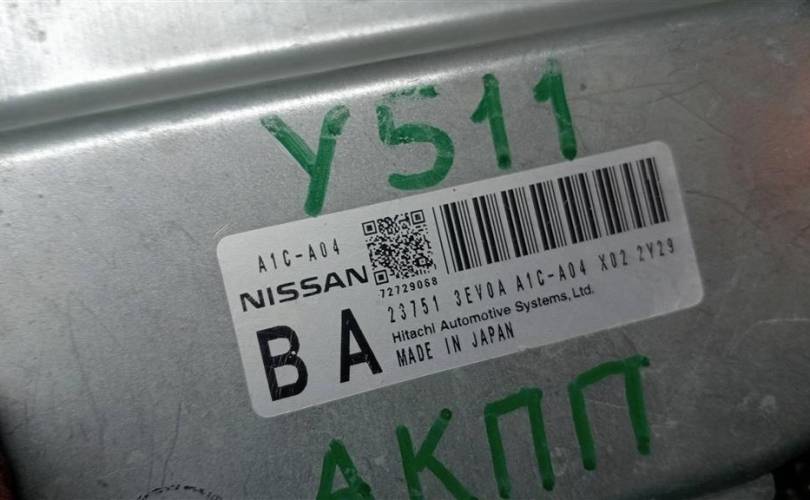 У511
A1C-A04
NISSAN
72729068
23751 3EV0A A1C-A04 X02 2Y29
BA
Hitachi Automotive Systems, Ltd.
MADE IN JAPAN
АКПП